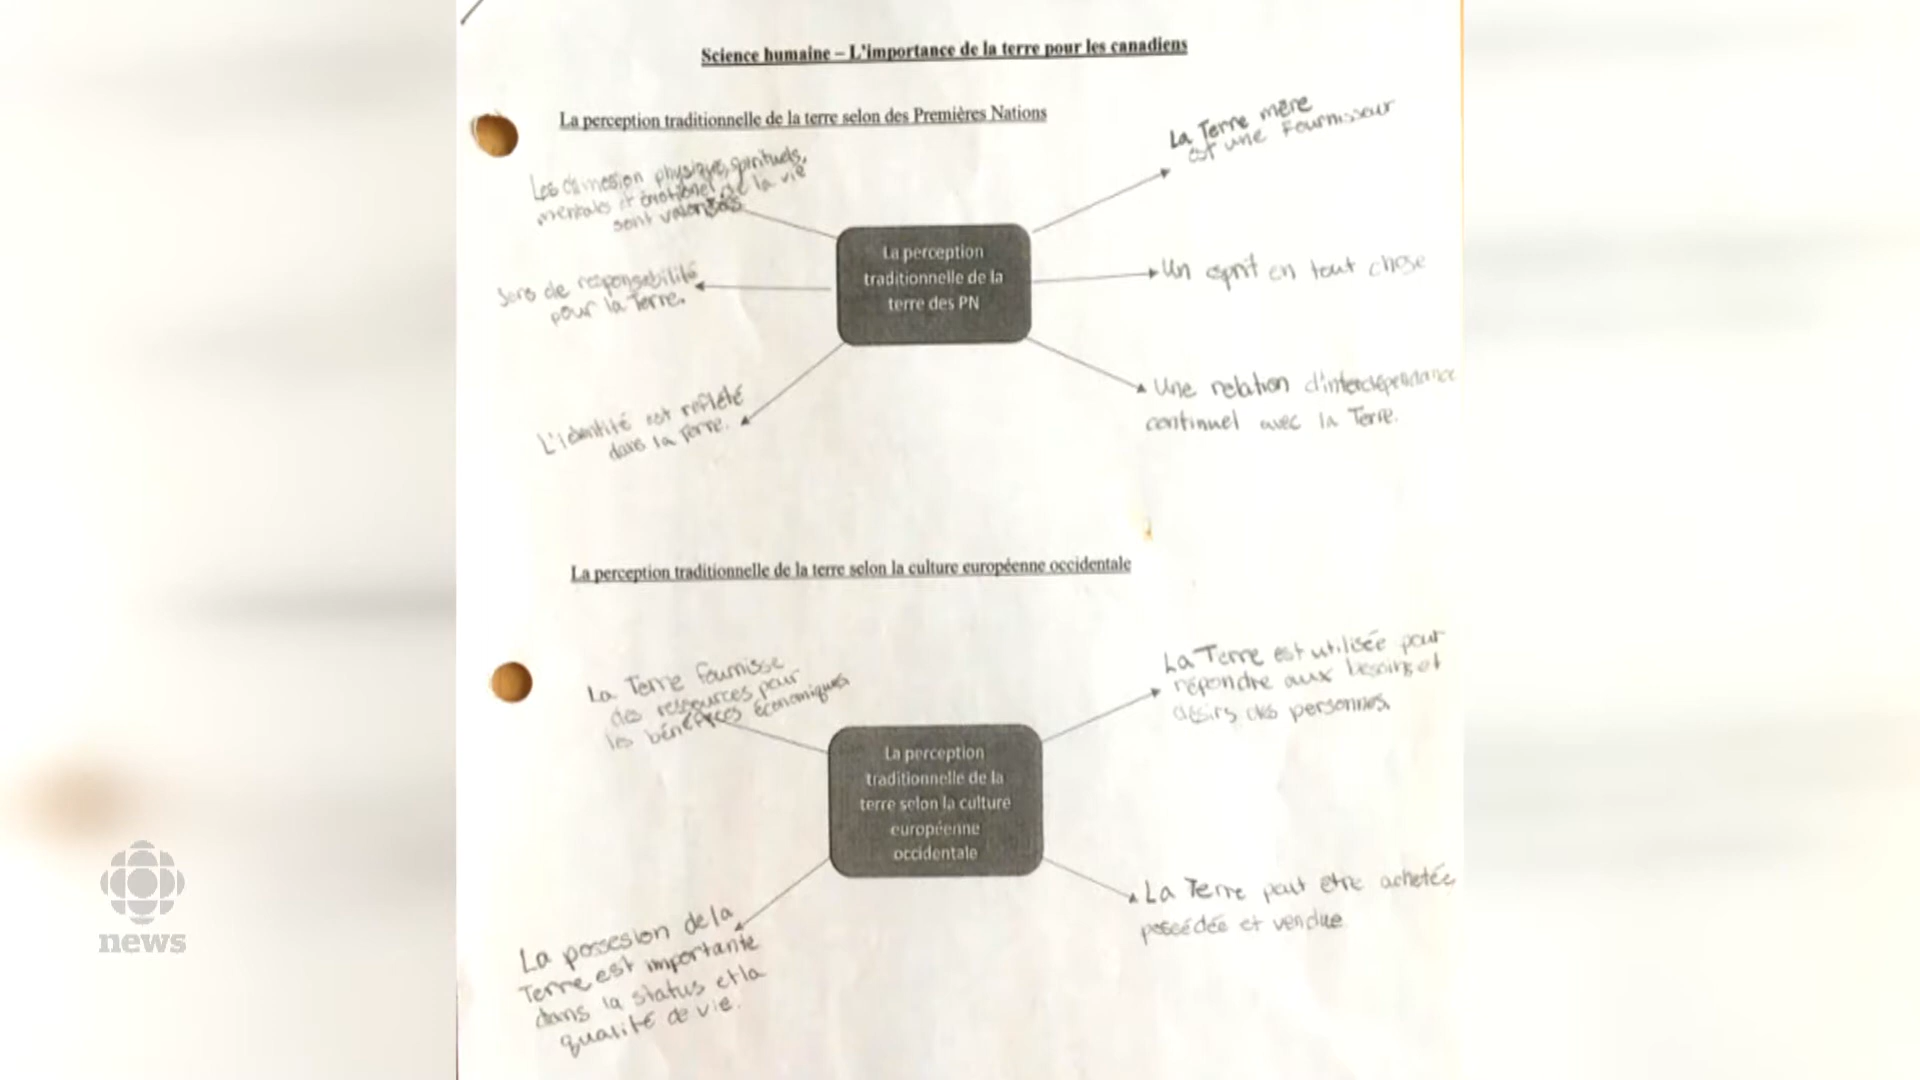 Science humaine – L'importance de la terre pour les canadiens
La perception traditionnelle de la terre selon des Premières Nations
La Terre mère
est une Fournisseur
Les dimesion physique, spirituels,
mentales et émotionel de la vie
sont valorisés
La perception
traditionnelle de la
terre des PN
Un esprit en tout chose
Sens de responsabilité
pour la Terre.
Une relation d'interdépendance
continuel avec la Terre.
L'identité est reflété
dans la Terre.
La perception traditionnelle de la terre selon la culture européenne occidentale
La Terre fournisse
des ressources pour
les bénéfices économiques
La Terre est utilisée pour
répondre aux besoins et
désirs des personnes.
La perception
traditionnelle de la
terre selon la culture
européenne
occidentale
La possesion de la
Terre est importante
dans la status et la
qualité de vie.
La Terre peut etre achetée
possédée et vendue
news